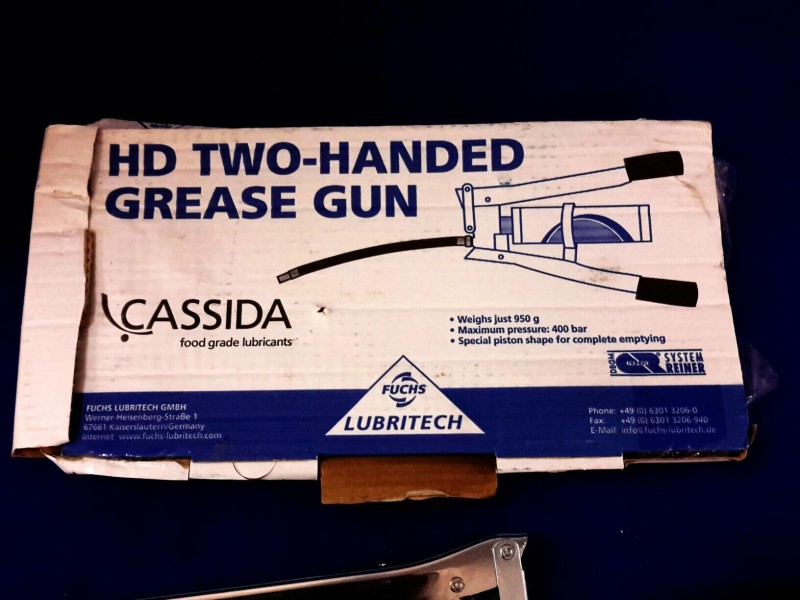 HD TWO-HANDED
GREASE GUN
CASSIDA
food grade lubricants
• Weighs just 950 g
• Maximum pressure: 400 bar
• Special piston shape for complete emptying
SYSTEM
REINER
FUCHS
LUBRITECH
FUCHS LUBRITECH GMBH
Werner-Heisenberg-Straße 1
67661 Kaiserslautern/Germany
Internet www.fuchs-lubritech.com
Phone: +49 (0) 6301 3206-0
Fax: +49 (0) 6301 3206-940
E-Mail info@fuchs-lubritech.de